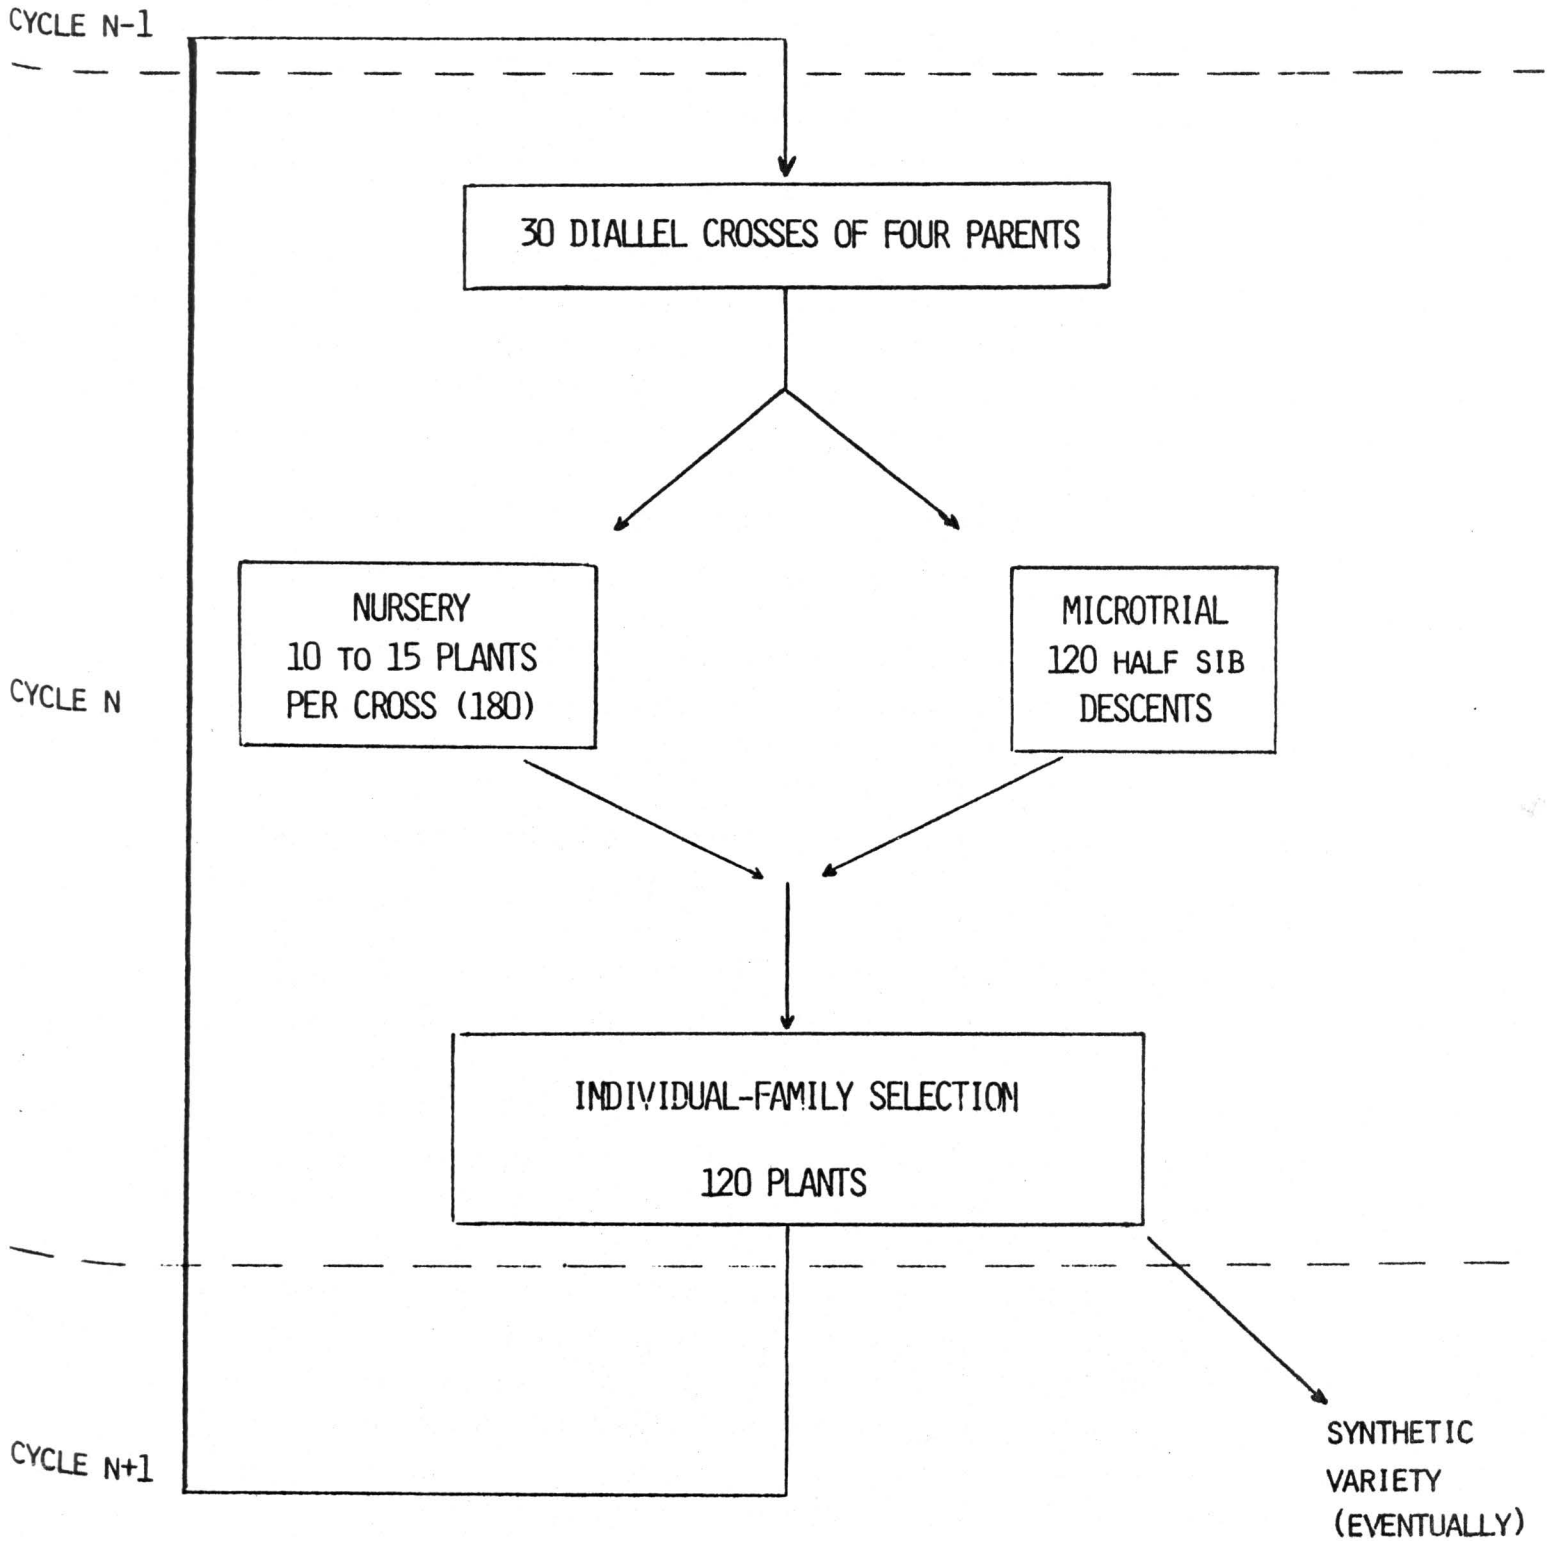 CYCLE N-1
30 DIALLEL CROSSES OF FOUR PARENTS
NURSERY
10 TO 15 PLANTS
PER CROSS (180)
MICROTRIAL
120 HALF SIB
DESCENTS
CYCLE N
INDIVIDUAL-FAMILY SELECTION
120 PLANTS
CYCLE N+1
SYNTHETIC
VARIETY
(EVENTUALLY)